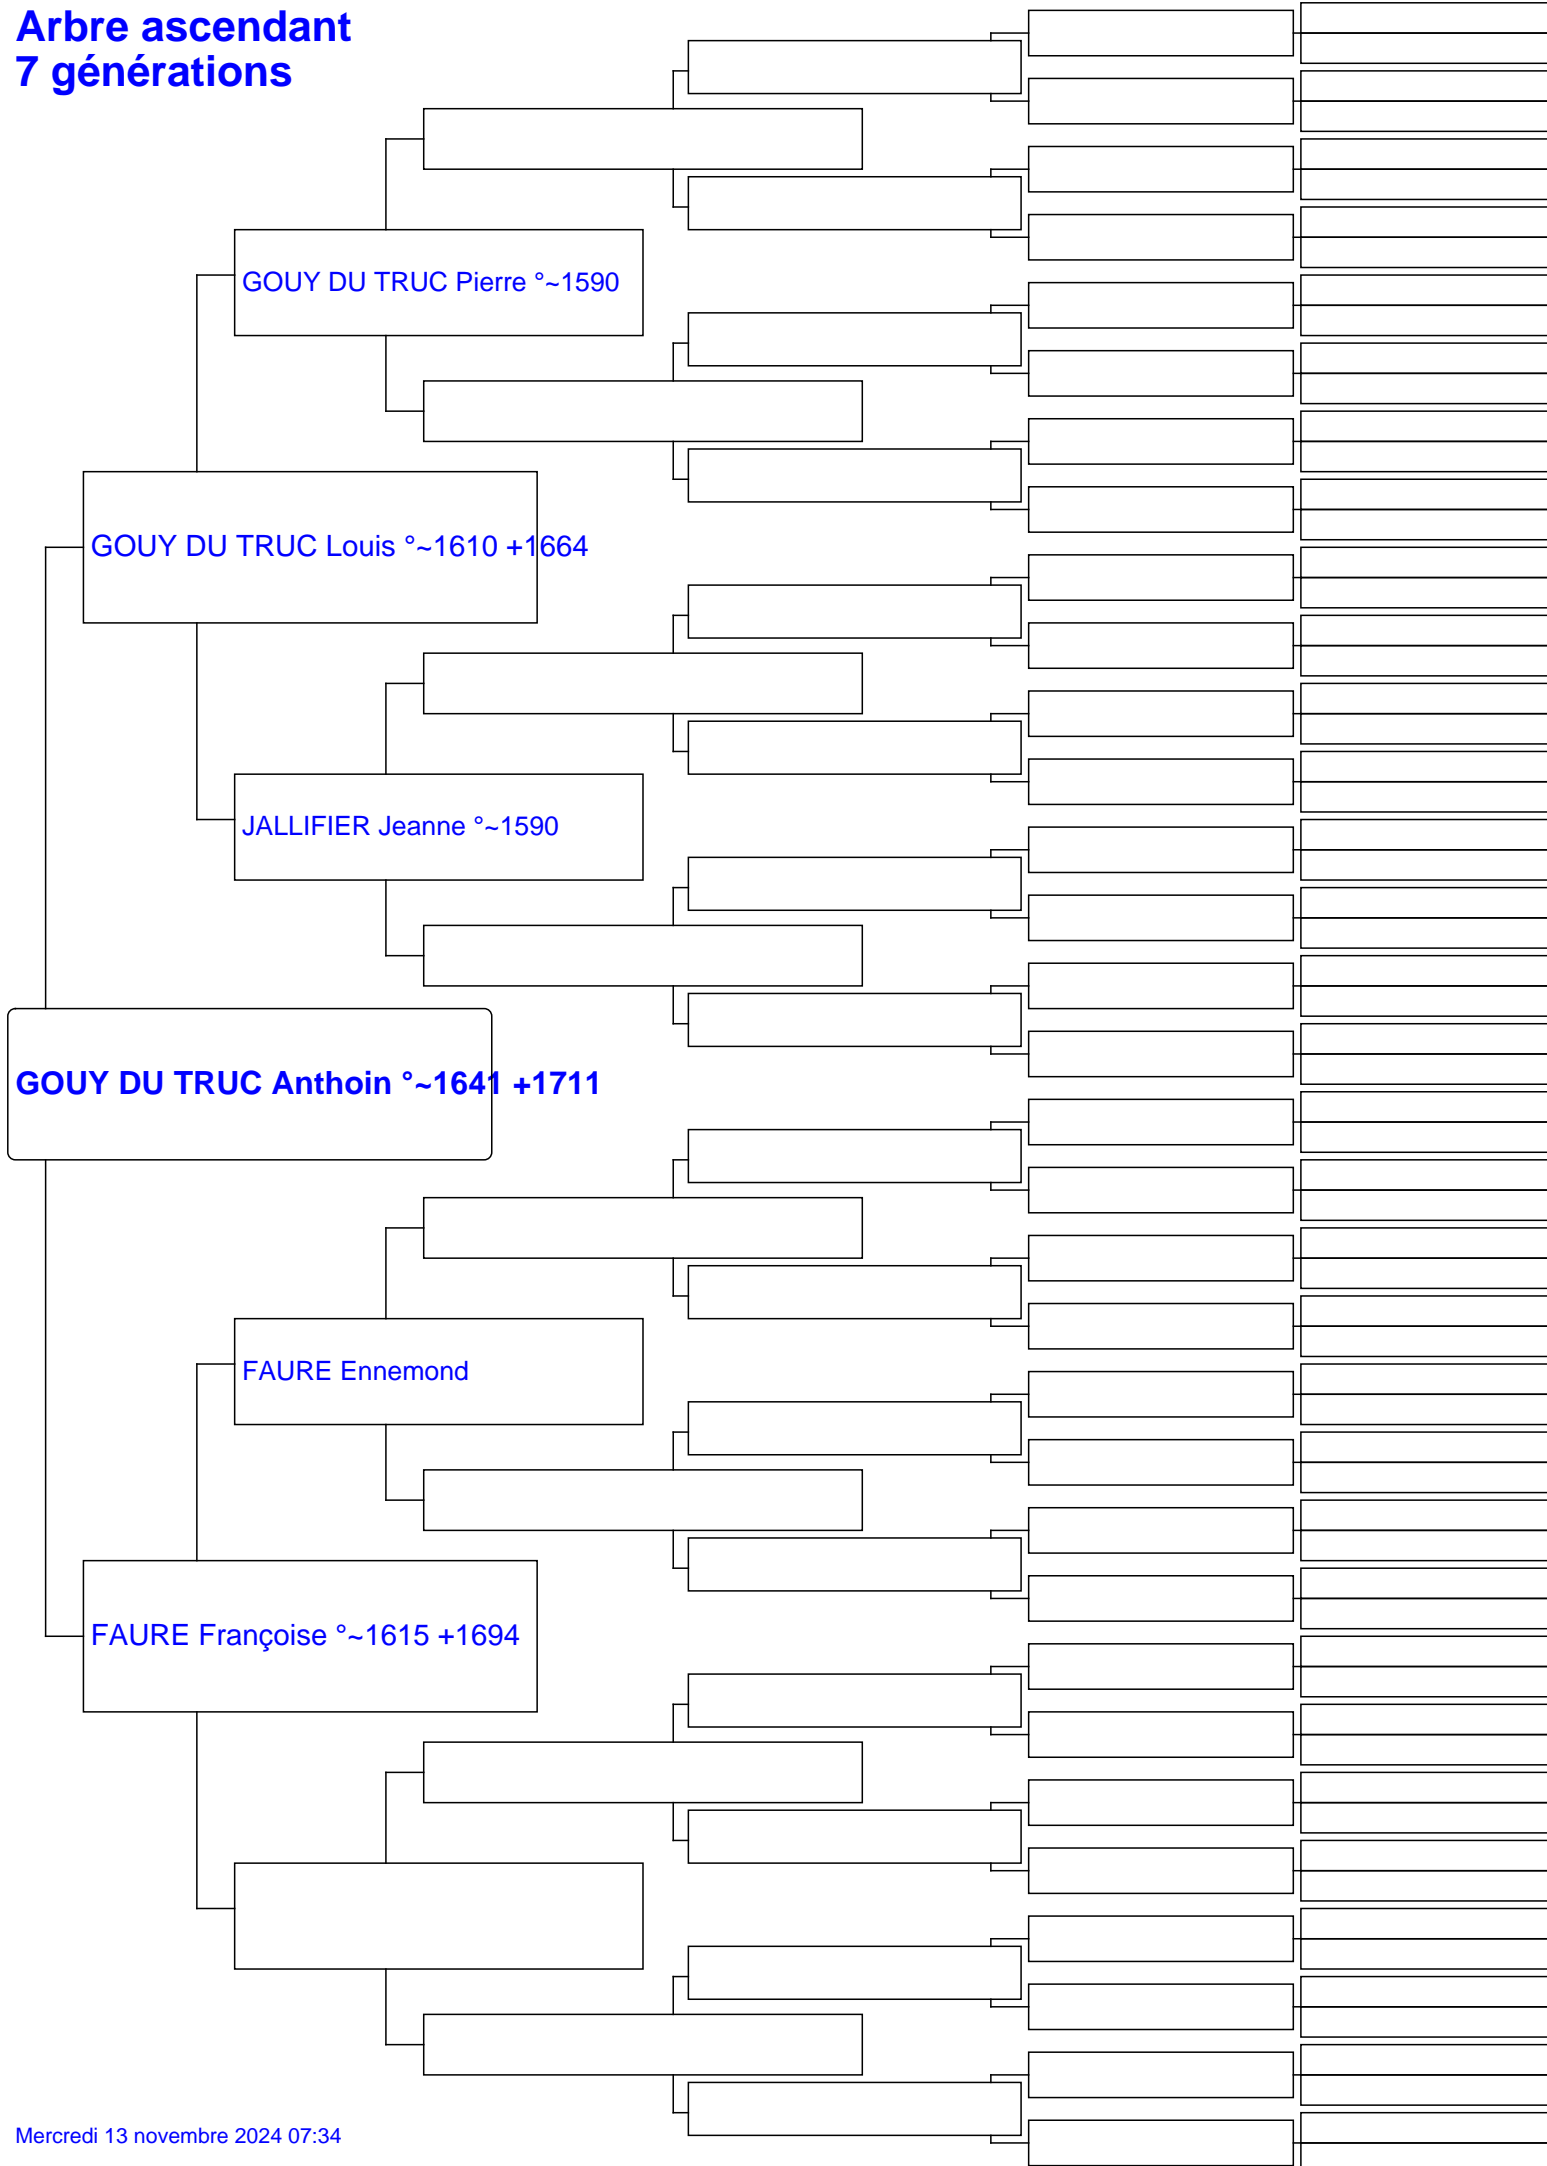 Arbre ascendant
7 générations
GOUY DU TRUC Pierre °~1590
GOUY DU TRUC Louis °~1610 +1664
JALLIFIER Jeanne °~1590
GOUY DU TRUC Anthoin °~1641 +1711
FAURE Ennemond
FAURE Françoise °~1615 +1694
Mercredi 13 novembre 2024 07:34